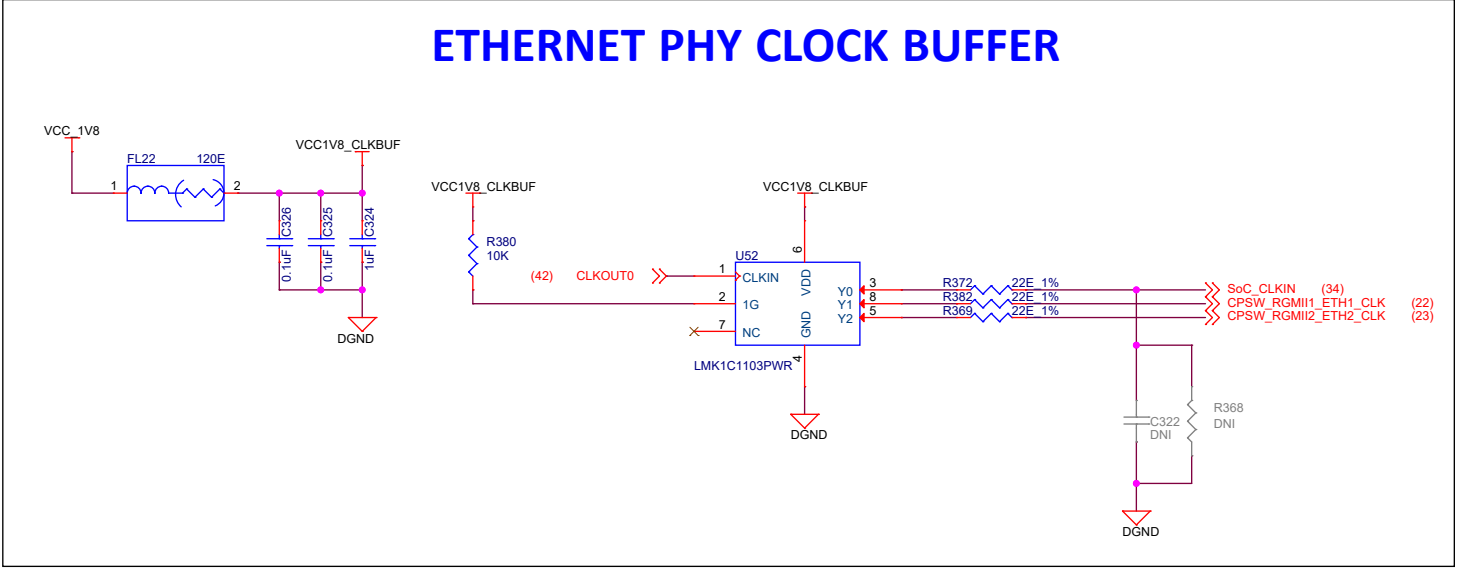 ETHERNET PHY CLOCK BUFFER
VCC_1V8
FL22 120E
1 2
VCC1V8_CLKBUF
C326 0.1uF
C325 0.1uF
C324 1uF
DGND
VCC1V8_CLKBUF
R380
10K
(42) CLKOUT0
VCC1V8_CLKBUF
U52
6
VDD
1 CLKIN
2 1G
7 NC
GND
4
Y0 3
Y1 8
Y2 5
LMK1C1103PWR
DGND
R372 22E_1% SoC_CLKIN (34)
R382 22E_1% CPSW_RGMII1_ETH1_CLK (22)
R369 22E_1% CPSW_RGMII2_ETH2_CLK (23)
C322
DNI
R368
DNI
DGND